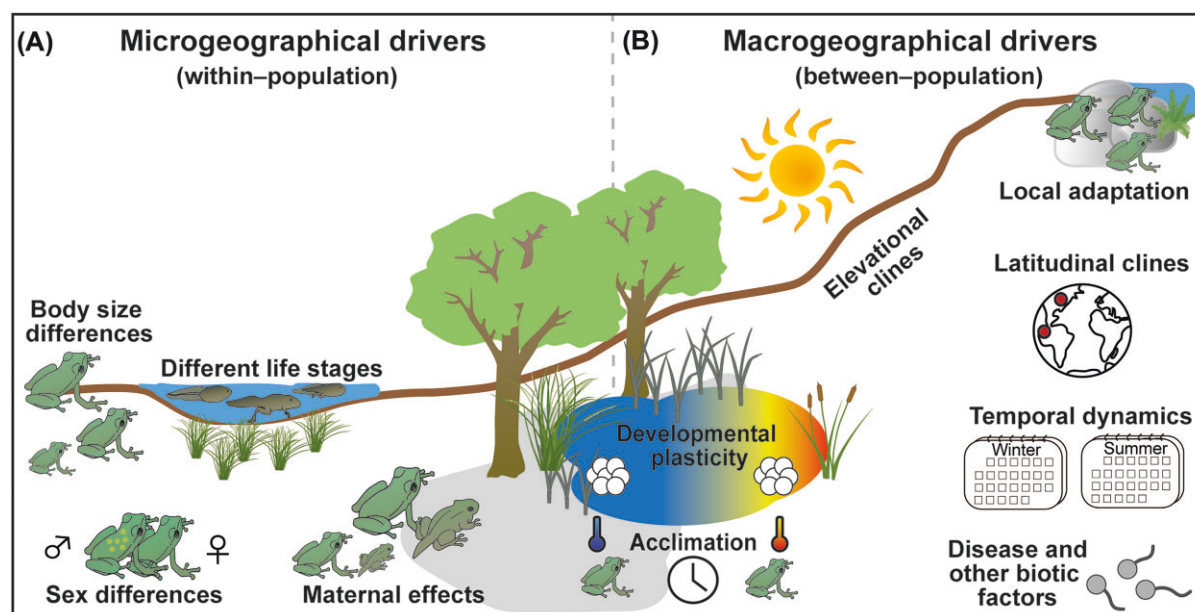 (A)
Microgeographical drivers
(within–population)
(B)
Macrogeographical drivers
(between–population)
Local adaptation
Elevational
clines
Latitudinal clines
Body size
differences
Different life stages
Developmental
plasticity
Temporal dynamics
Winter
Summer
Acclimation
♂
♀
Sex differences
Maternal effects
Disease and
other biotic
factors